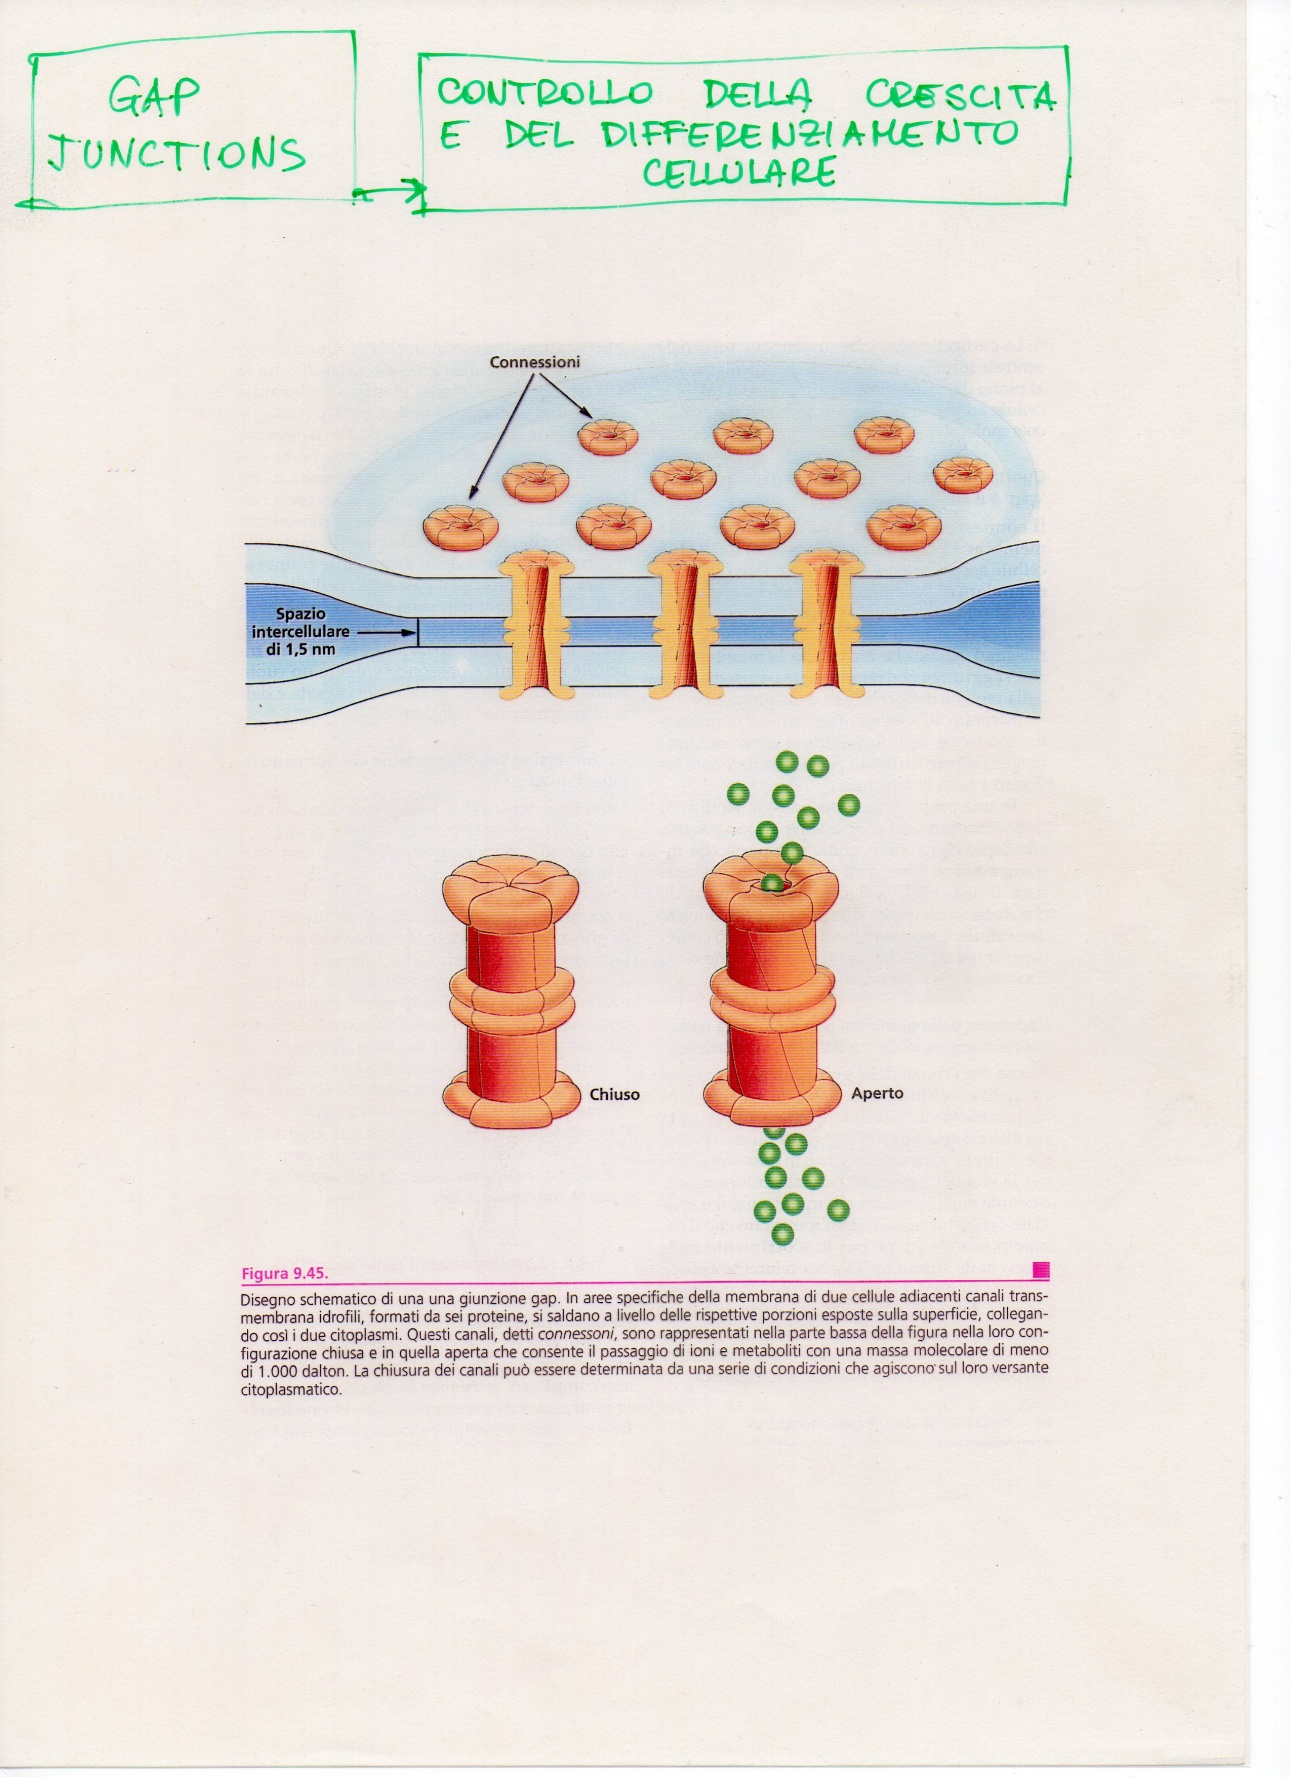 GAP
JUNCTIONS
CONTROLLO DELLA CRESCITA
E DEL DIFFERENZIAMENTO
CELLULARE
Connessioni
Spazio
intercellulare
di 1,5 nm
Chiuso
Aperto
Figura 9.45.
Disegno schematico di una una giunzione gap. In aree specifiche della membrana di due cellule adiacenti canali trans-
membrana idrofili, formati da sei proteine, si saldano a livello delle rispettive porzioni esposte sulla superficie, collegan-
do così i due citoplasmi. Questi canali, detti connessoni, sono rappresentati nella parte bassa della figura nella loro con-
figurazione chiusa e in quella aperta che consente il passaggio di ioni e metaboliti con una massa molecolare di meno
di 1.000 dalton. La chiusura dei canali può essere determinata da una serie di condizioni che agiscono sul loro versante
citoplasmatico.